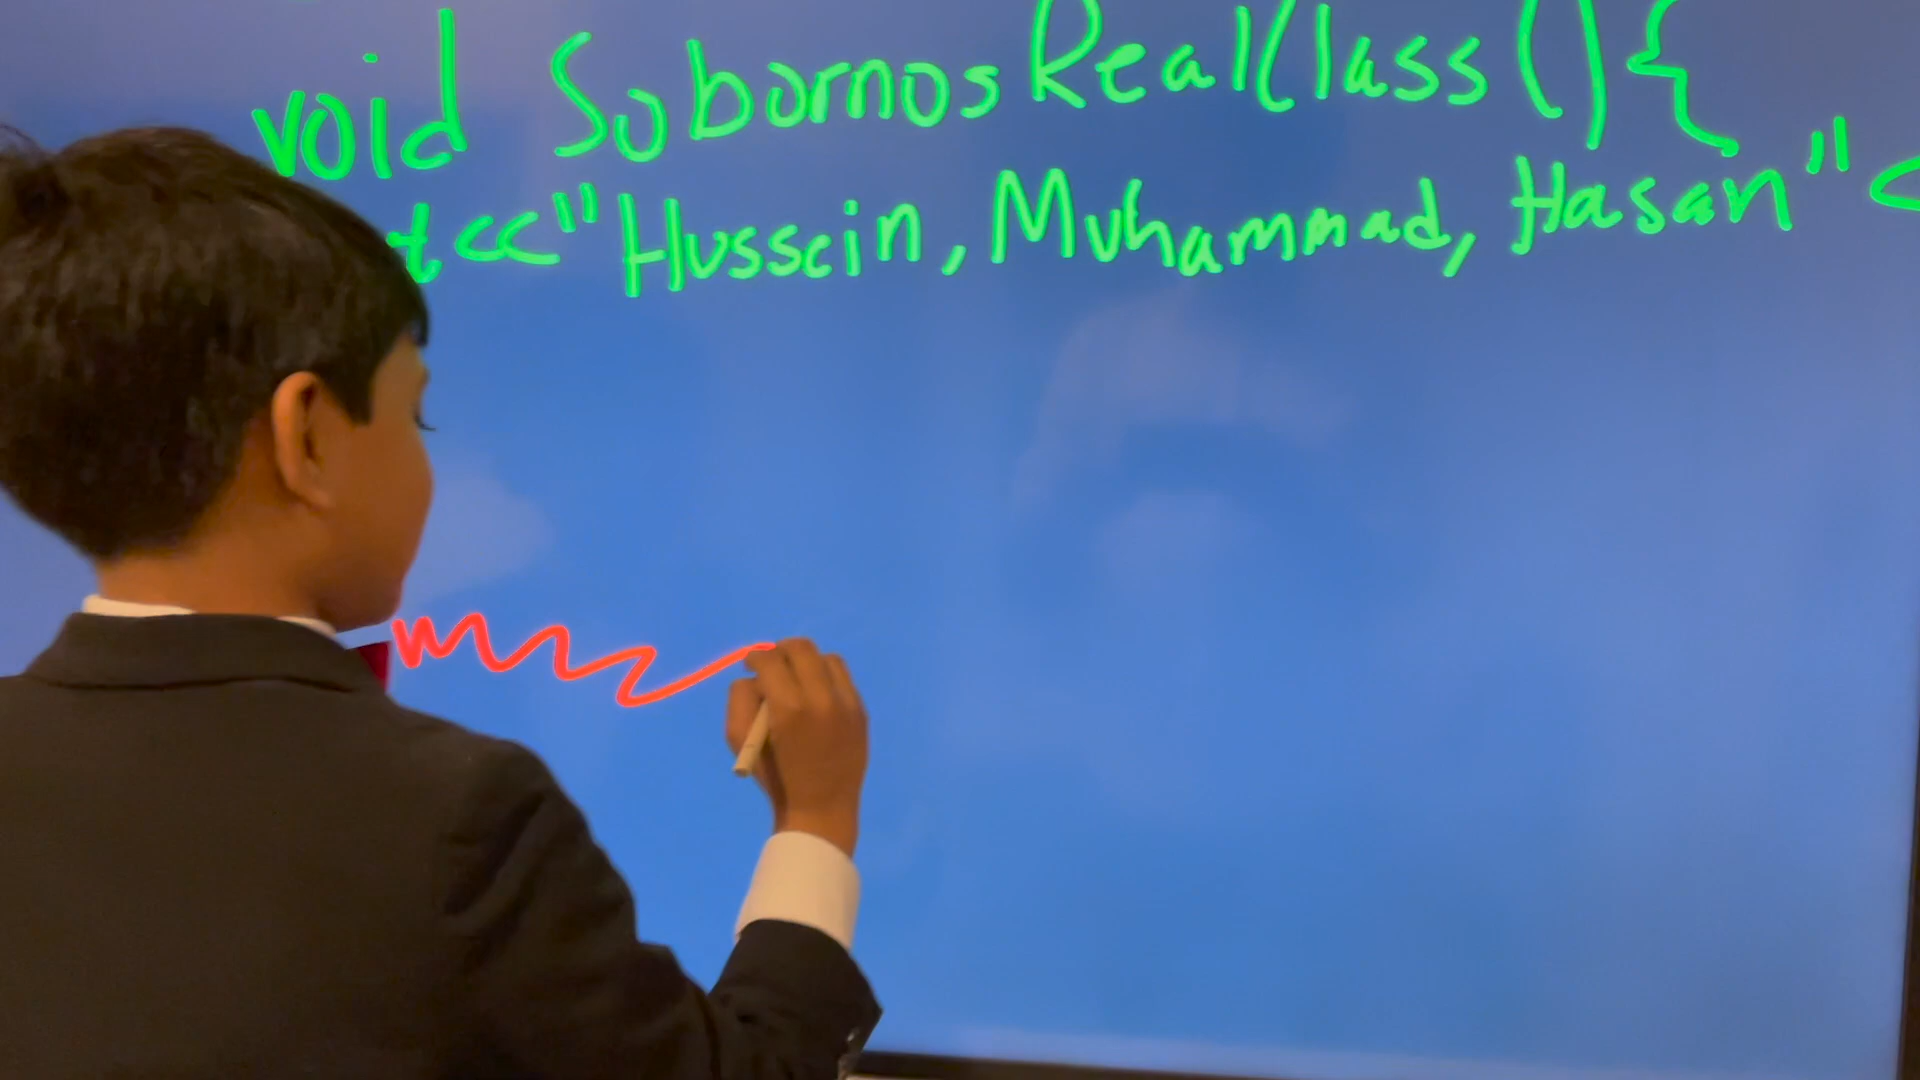 void SubornosRealClass(){
t<<"Hussein, Muhammad, Hasan"<